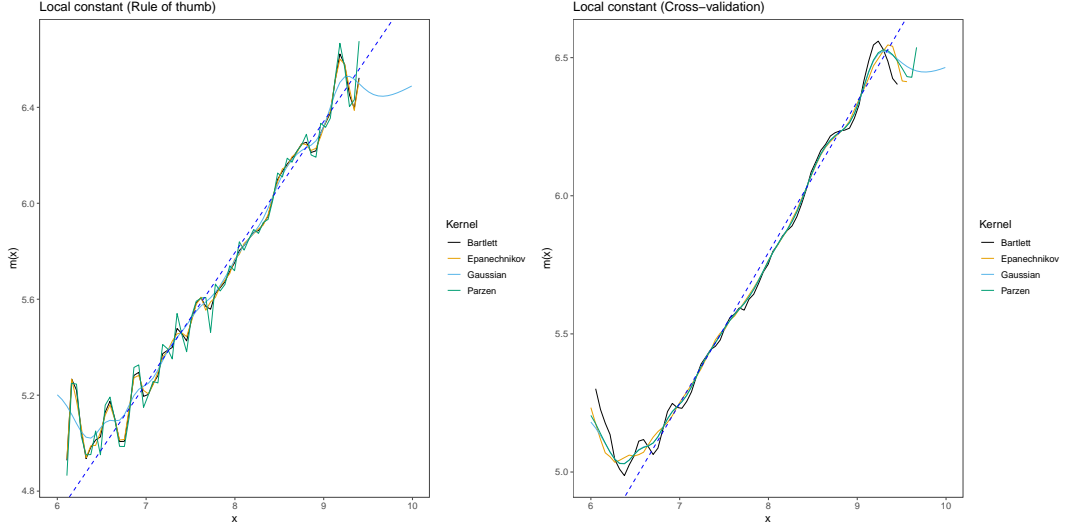 Local constant (Rule of thumb)
m(x)
6.4
6.0
5.6
5.2
4.8
6
7
8
9
10
x
Kernel
Bartlett
Epanechnikov
Gaussian
Parzen
Local constant (Cross−validation)
m(x)
6.5
6.0
5.5
5.0
6
7
8
9
10
x
Kernel
Bartlett
Epanechnikov
Gaussian
Parzen